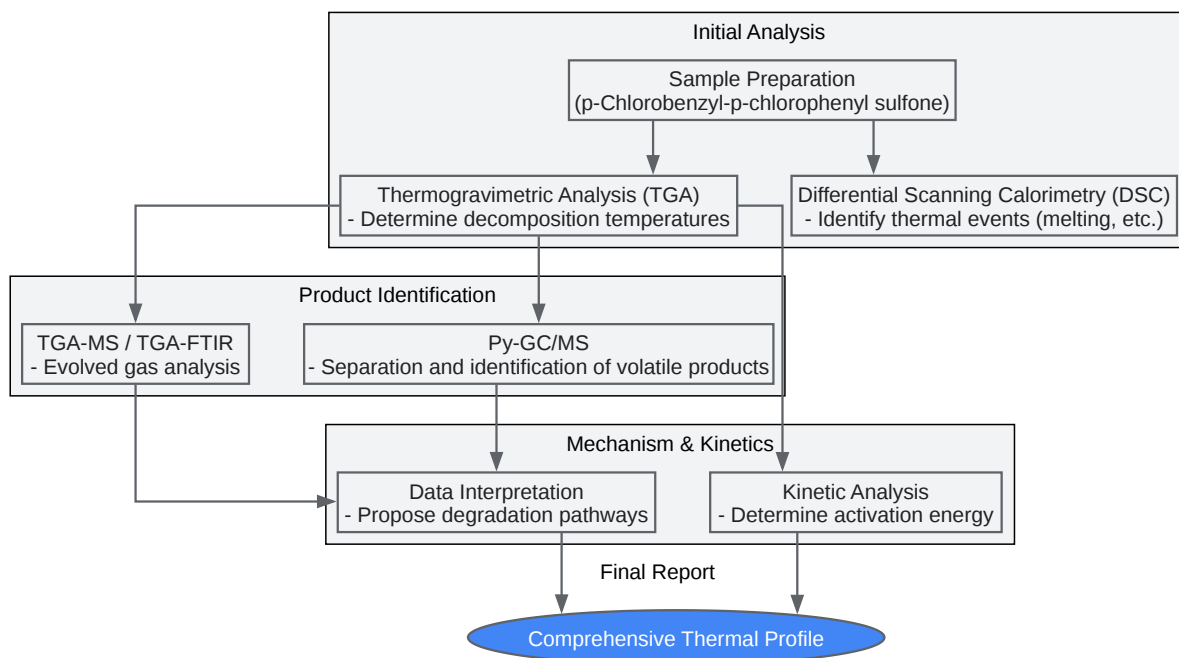 Initial Analysis
Sample Preparation
(p-Chlorobenzyl-p-chlorophenyl sulfone)
Thermogravimetric Analysis (TGA)
- Determine decomposition temperatures
Differential Scanning Calorimetry (DSC)
- Identify thermal events (melting, etc.)
Product Identification
TGA-MS / TGA-FTIR
- Evolved gas analysis
Py-GC/MS
- Separation and identification of volatile products
Mechanism & Kinetics
Data Interpretation
- Propose degradation pathways
Kinetic Analysis
- Determine activation energy
Final Report
Comprehensive Thermal Profile